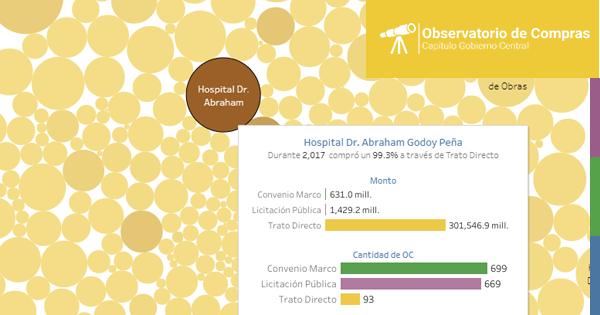 Observatorio de Compras
Capítulo Gobierno Central
de Obras
Hospital Dr.
Abraham
Hospital Dr. Abraham Godoy Peña
Durante 2,017 compró un 99.3% a través de Trato Directo
Monto
Convenio Marco 631.0 mill.
Licitación Pública 1,429.2 mill.
Trato Directo 301,546.9 mill.
Cantidad de OC
Convenio Marco 699
Licitación Pública 669
Trato Directo 93